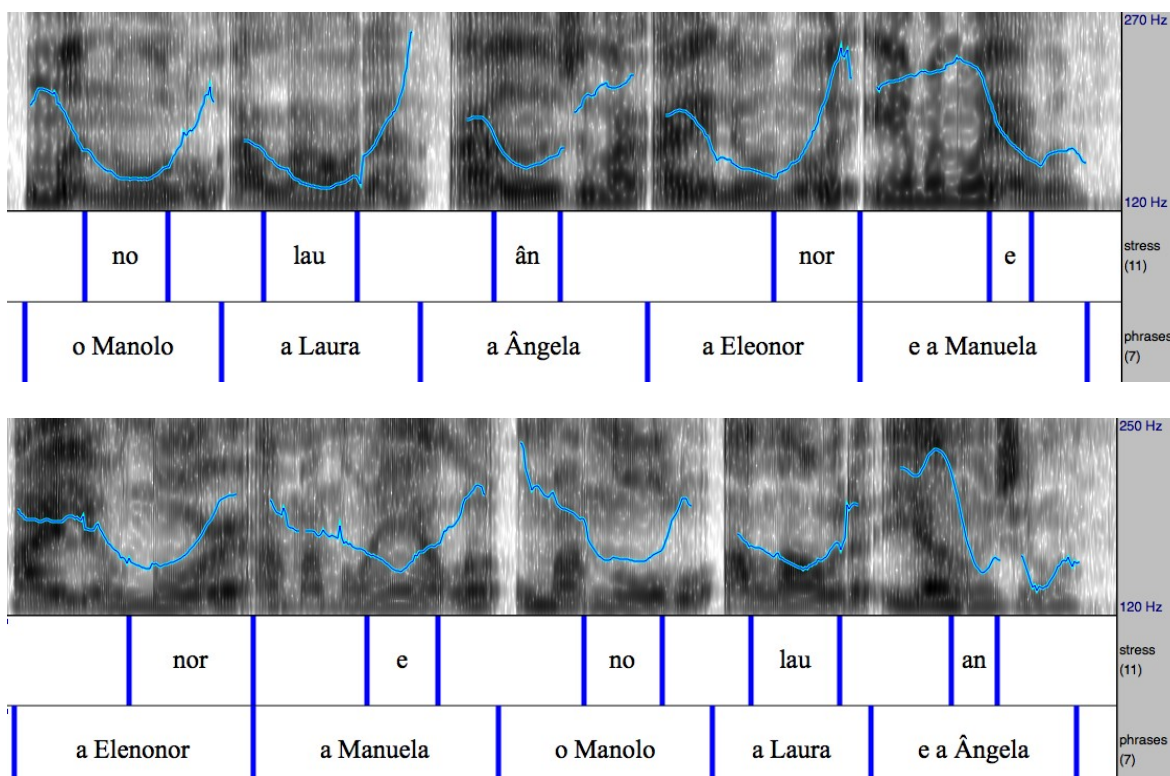 270 Hz
120 Hz
no lau ân nor e
stress
(11)
o Manolo a Laura a Ângela a Eleonor e a Manuela
phrases
(7)
250 Hz
120 Hz
nor e no lau an
stress
(11)
a Elenonor a Manuela o Manolo a Laura e a Ângela
phrases
(7)